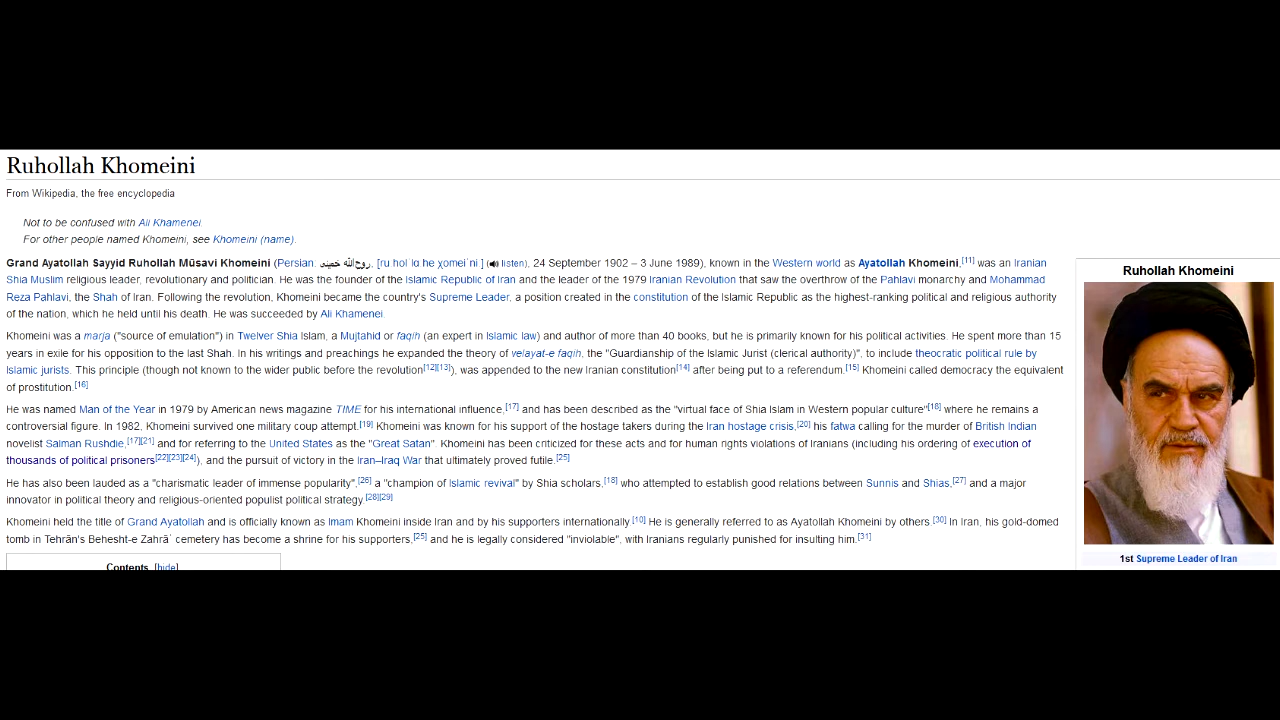 Ruhollah Khomeini
From Wikipedia, the free encyclopedia
Not to be confused with Ali Khamenei.
For other people named Khomeini, see Khomeini (name).
Grand Ayatollah Sayyid Ruhollah Mūsavi Khomeini (Persian: روح‌الله خمینی, [ru holˈlɑ he χomeiˈni ] (listen), 24 September 1902 – 3 June 1989), known in the Western world as Ayatollah Khomeini,[11] was an Iranian
Shia Muslim religious leader, revolutionary and politician. He was the founder of the Islamic Republic of Iran and the leader of the 1979 Iranian Revolution that saw the overthrow of the Pahlavi monarchy and Mohammad
Reza Pahlavi, the Shah of Iran. Following the revolution, Khomeini became the country's Supreme Leader, a position created in the constitution of the Islamic Republic as the highest-ranking political and religious authority
of the nation, which he held until his death. He was succeeded by Ali Khamenei.
Khomeini was a marja ("source of emulation") in Twelver Shia Islam, a Mujtahid or faqih (an expert in Islamic law) and author of more than 40 books, but he is primarily known for his political activities. He spent more than 15
years in exile for his opposition to the last Shah. In his writings and preachings he expanded the theory of velayat-e faqih, the "Guardianship of the Islamic Jurist (clerical authority)", to include theocratic political rule by
Islamic jurists. This principle (though not known to the wider public before the revolution[12][13]), was appended to the new Iranian constitution[14] after being put to a referendum.[15] Khomeini called democracy the equivalent
of prostitution.[16]
He was named Man of the Year in 1979 by American news magazine TIME for his international influence,[17] and has been described as the "virtual face of Shia Islam in Western popular culture"[18] where he remains a
controversial figure. In 1982, Khomeini survived one military coup attempt.[19] Khomeini was known for his support of the hostage takers during the Iran hostage crisis,[20] his fatwa calling for the murder of British Indian
novelist Salman Rushdie,[17][21] and for referring to the United States as the "Great Satan". Khomeini has been criticized for these acts and for human rights violations of Iranians (including his ordering of execution of
thousands of political prisoners[22][23][24]), and the pursuit of victory in the Iran–Iraq War that ultimately proved futile.[25]
He has also been lauded as a "charismatic leader of immense popularity",[26] a "champion of Islamic revival" by Shia scholars,[18] who attempted to establish good relations between Sunnis and Shias,[27] and a major
innovator in political theory and religious-oriented populist political strategy.[28][29]
Khomeini held the title of Grand Ayatollah and is officially known as Imam Khomeini inside Iran and by his supporters internationally.[10] He is generally referred to as Ayatollah Khomeini by others.[30] In Iran, his gold-domed
tomb in Tehrān's Behesht-e Zahrāʾ cemetery has become a shrine for his supporters,[25] and he is legally considered "inviolable", with Iranians regularly punished for insulting him.[31]
Contents [hide]
Ruhollah Khomeini
1st Supreme Leader of Iran